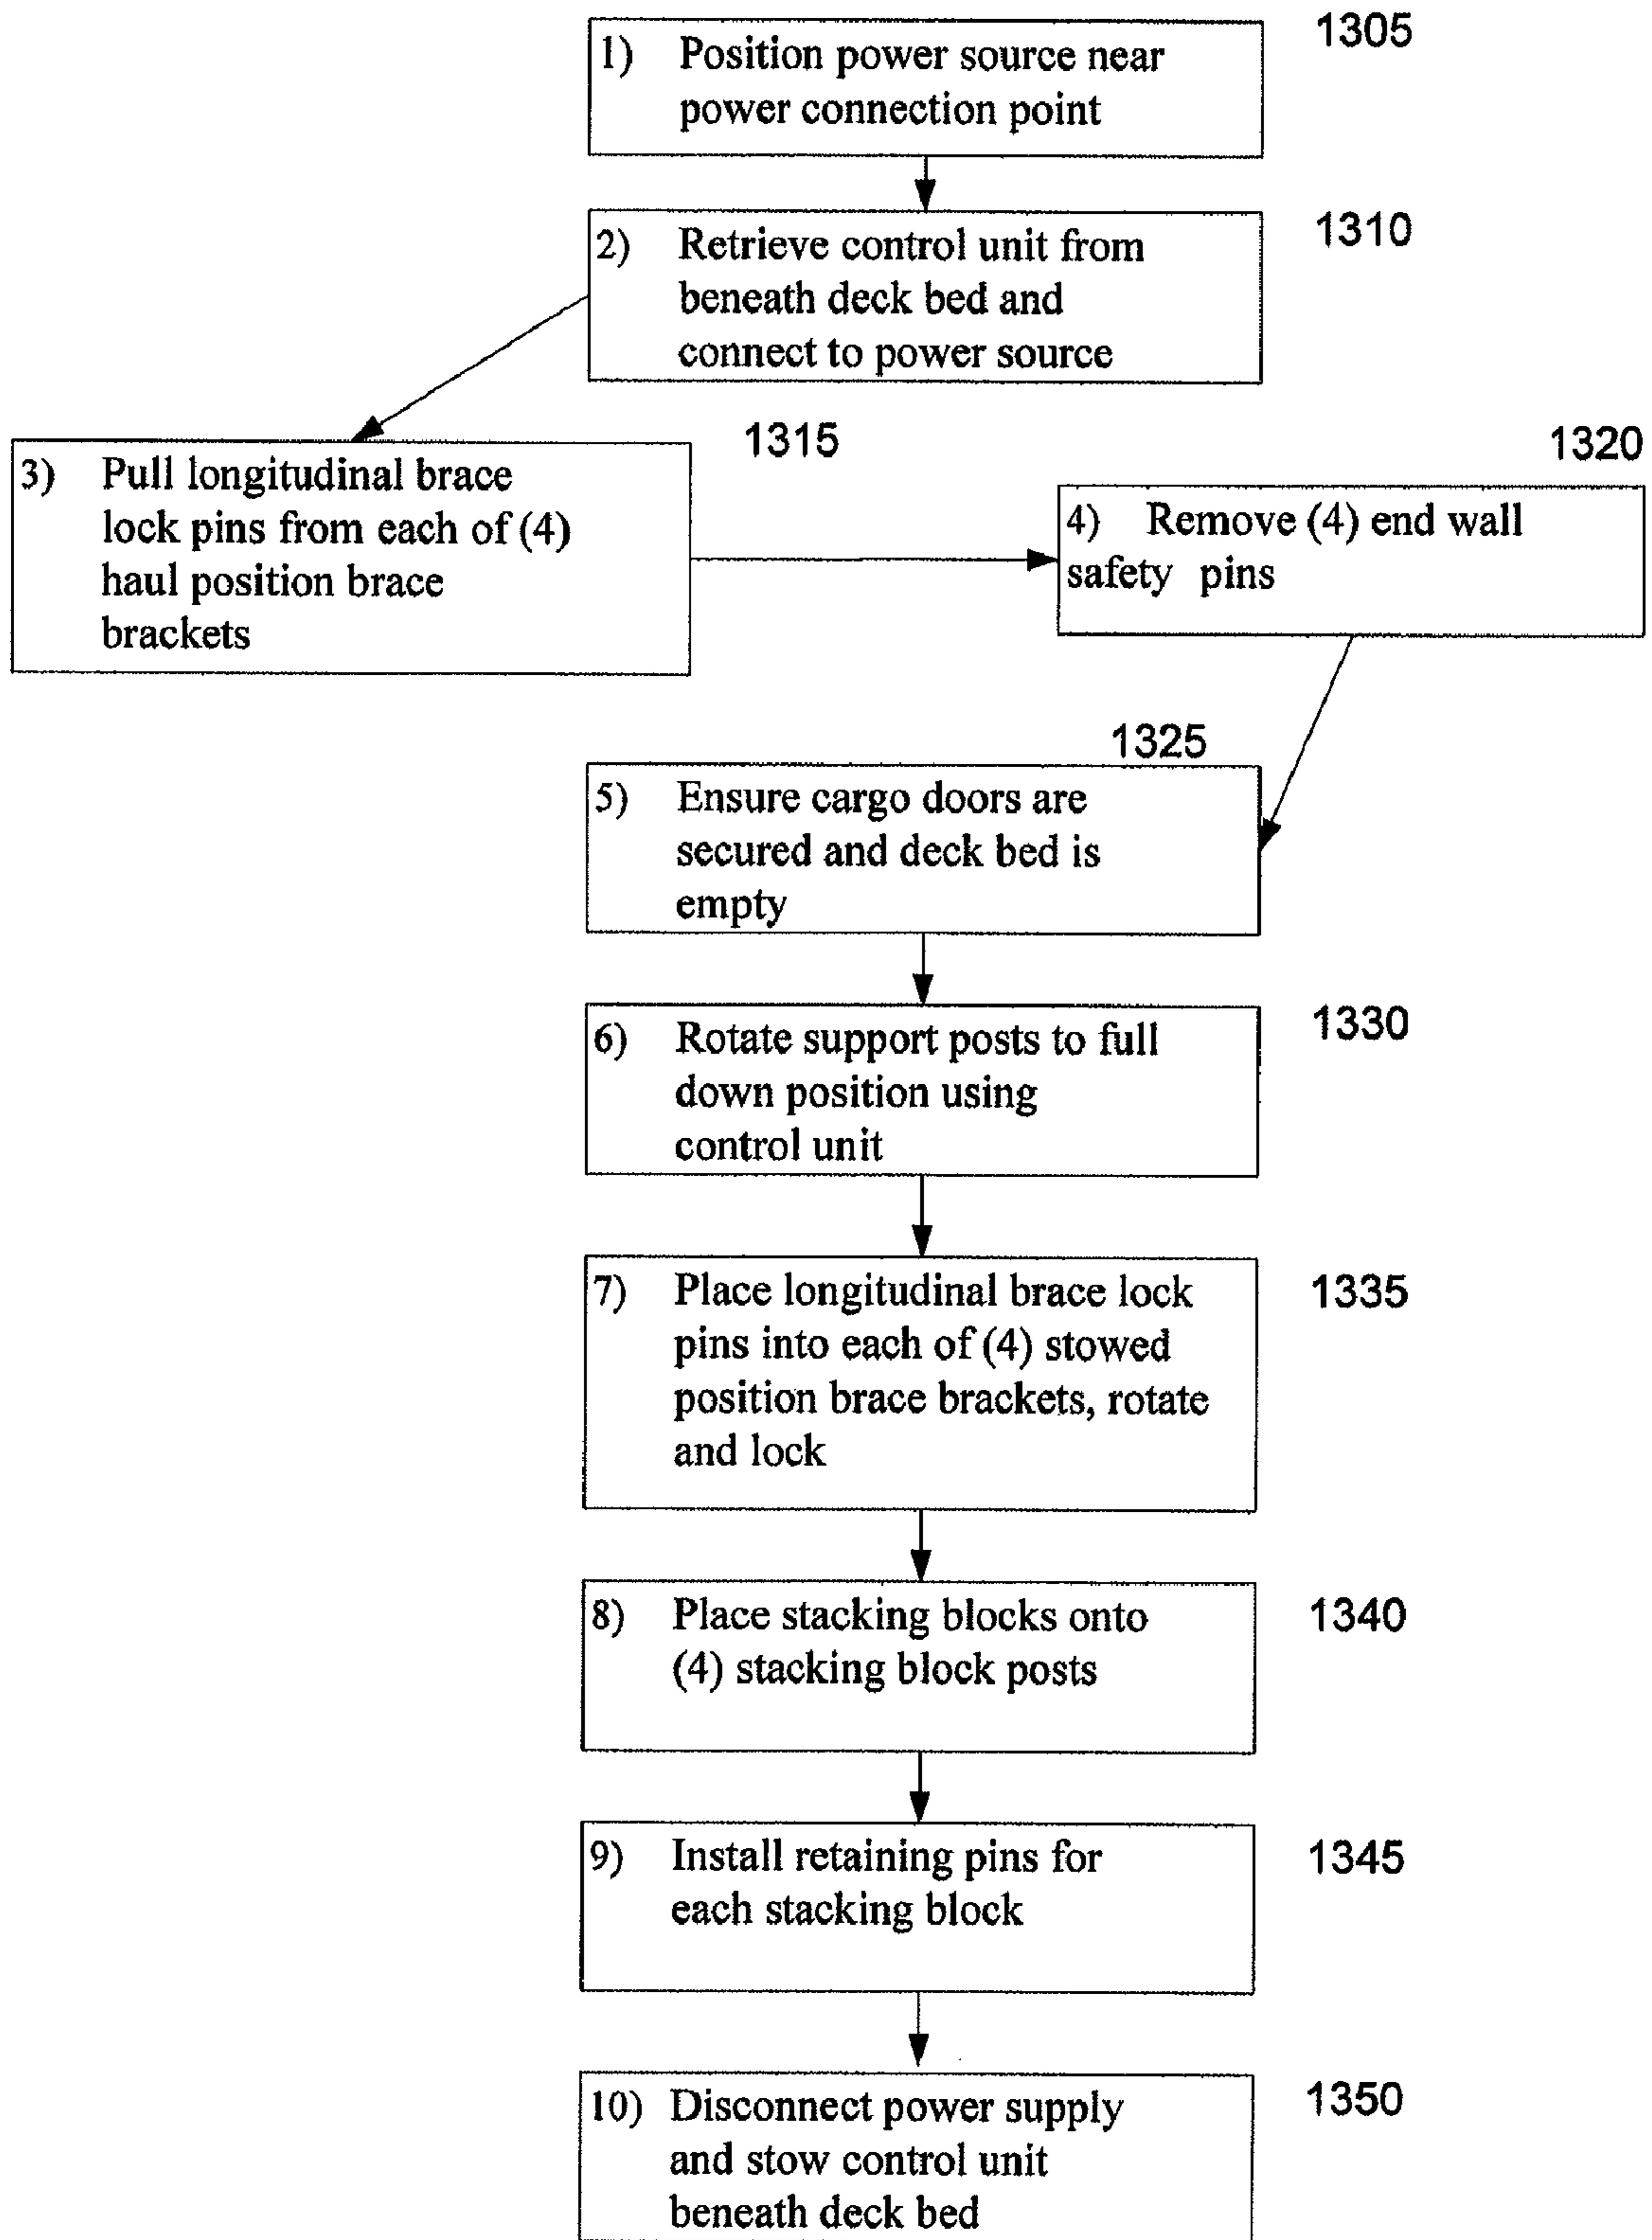 1305
1) Position power source near
power connection point
1310
2) Retrieve control unit from
beneath deck bed and
connect to power source
1315
3) Pull longitudinal brace
lock pins from each of (4)
haul position brace
brackets
1320
4) Remove (4) end wall
safety pins
1325
5) Ensure cargo doors are
secured and deck bed is
empty
1330
6) Rotate support posts to full
down position using
control unit
1335
7) Place longitudinal brace lock
pins into each of (4) stowed
position brace brackets, rotate
and lock
1340
8) Place stacking blocks onto
(4) stacking block posts
1345
9) Install retaining pins for
each stacking block
1350
10) Disconnect power supply
and stow control unit
beneath deck bed